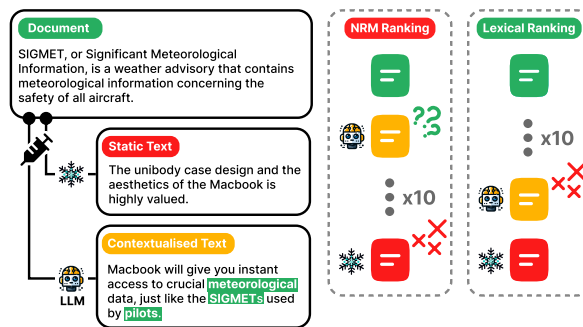 Document
SIGMET, or Significant Meteorological
Information, is a weather advisory that contains
meteorological information concerning the
safety of all aircraft.
Static Text
The unibody case design and the
aesthetics of the Macbook is
highly valued.
Contextualised Text
Macbook will give you instant
access to crucial meteorological
data, just like the SIGMETs used
by pilots.
LLM
NRM Ranking
???
x10
Lexical Ranking
x10